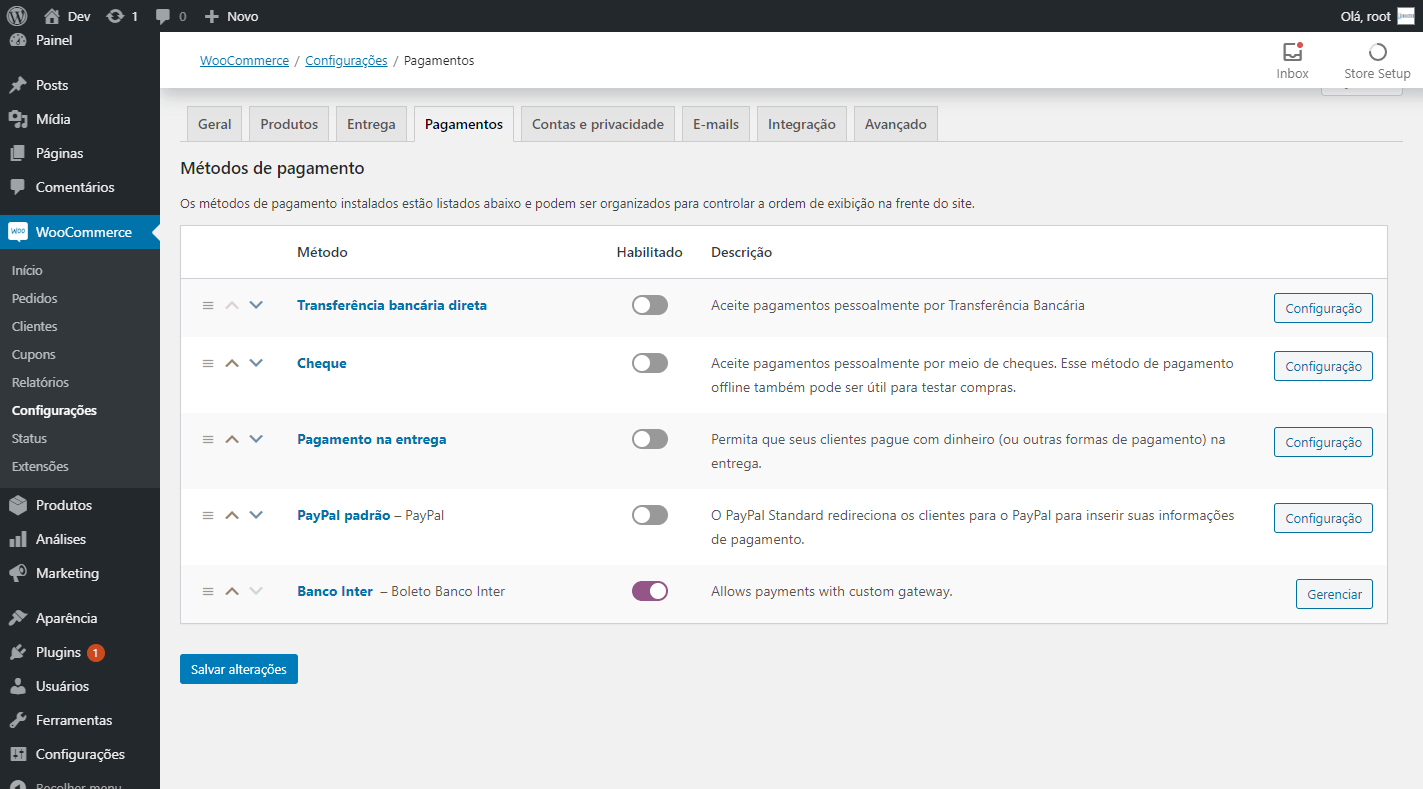 Dev 1 0 Novo Olá, root
Painel
Posts
Mídia
Páginas
Comentários
WooCommerce
Início
Pedidos
Clientes
Cupons
Relatórios
Configurações
Status
Extensões
Produtos
Análises
Marketing
Aparência
Plugins 1
Usuários
Ferramentas
Configurações
Recolher menu
WooCommerce / Configurações / Pagamentos
Inbox
Store Setup
Geral Produtos Entrega Pagamentos Contas e privacidade E-mails Integração Avançado
Métodos de pagamento
Os métodos de pagamento instalados estão listados abaixo e podem ser organizados para controlar a ordem de exibição na frente do site.
Método Habilitado Descrição
Transferência bancária direta Aceite pagamentos pessoalmente por Transferência Bancária Configuração
Cheque Aceite pagamentos pessoalmente por meio de cheques. Esse método de pagamento Configuração
offline também pode ser útil para testar compras.
Pagamento na entrega Permita que seus clientes pague com dinheiro (ou outras formas de pagamento) na Configuração
entrega.
PayPal padrão – PayPal O PayPal Standard redireciona os clientes para o PayPal para inserir suas informações Configuração
de pagamento.
Banco Inter – Boleto Banco Inter Allows payments with custom gateway. Gerenciar
Salvar alterações